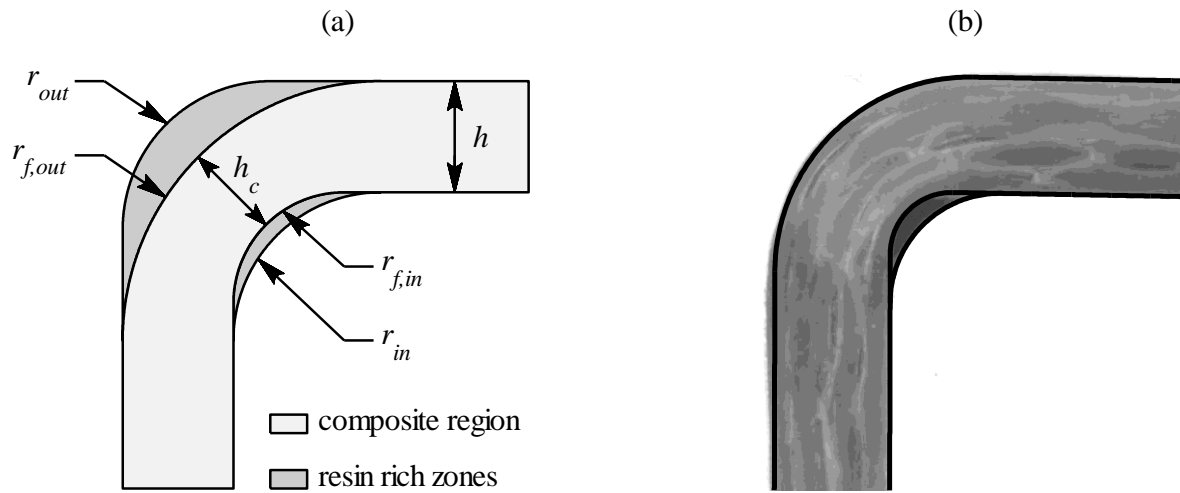 (a)
(b)
r_out
r_f,out
h_c
h
r_f,in
r_in
composite region
resin rich zones